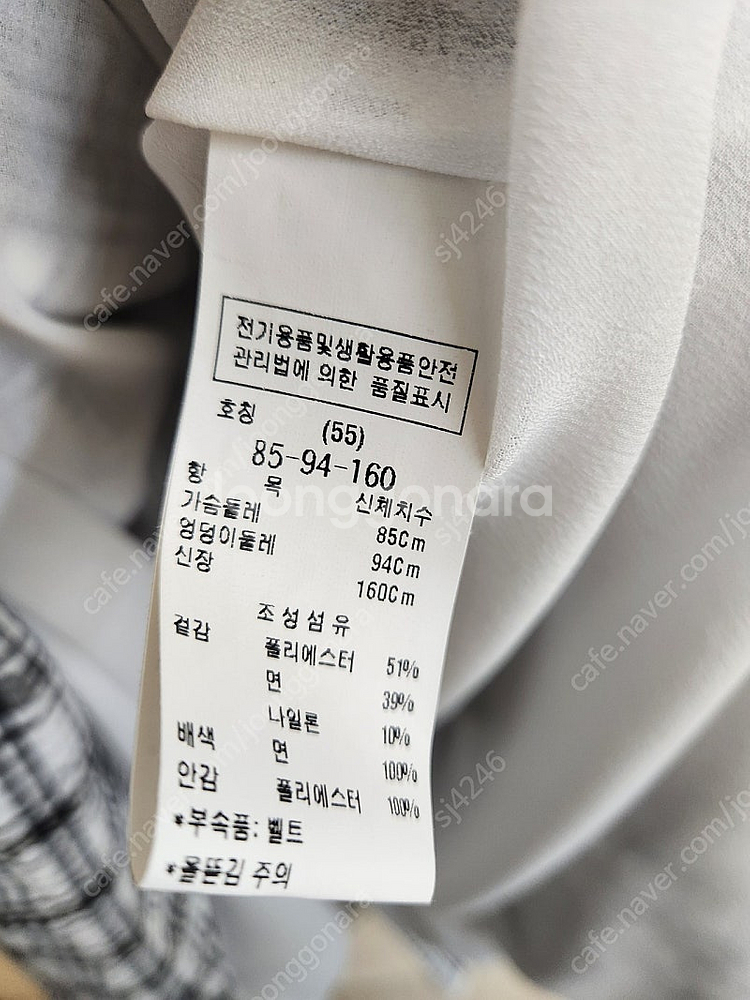 전기용품및생활용품안전
관리법에 의한 품질표시
호칭
(55)
85-94-160
항 목 신체치수
가슴둘레 85Cm
엉덩이둘레 94Cm
신장 160Cm
조성섬유
겉감 폴리에스터 51%
면 39%
나일론 10%
배색 면 100%
안감 폴리에스터 100%
*부속품: 벨트
*올뜯김 주의
joonggonara
cafe.naver.com/joonggonara
sj4246